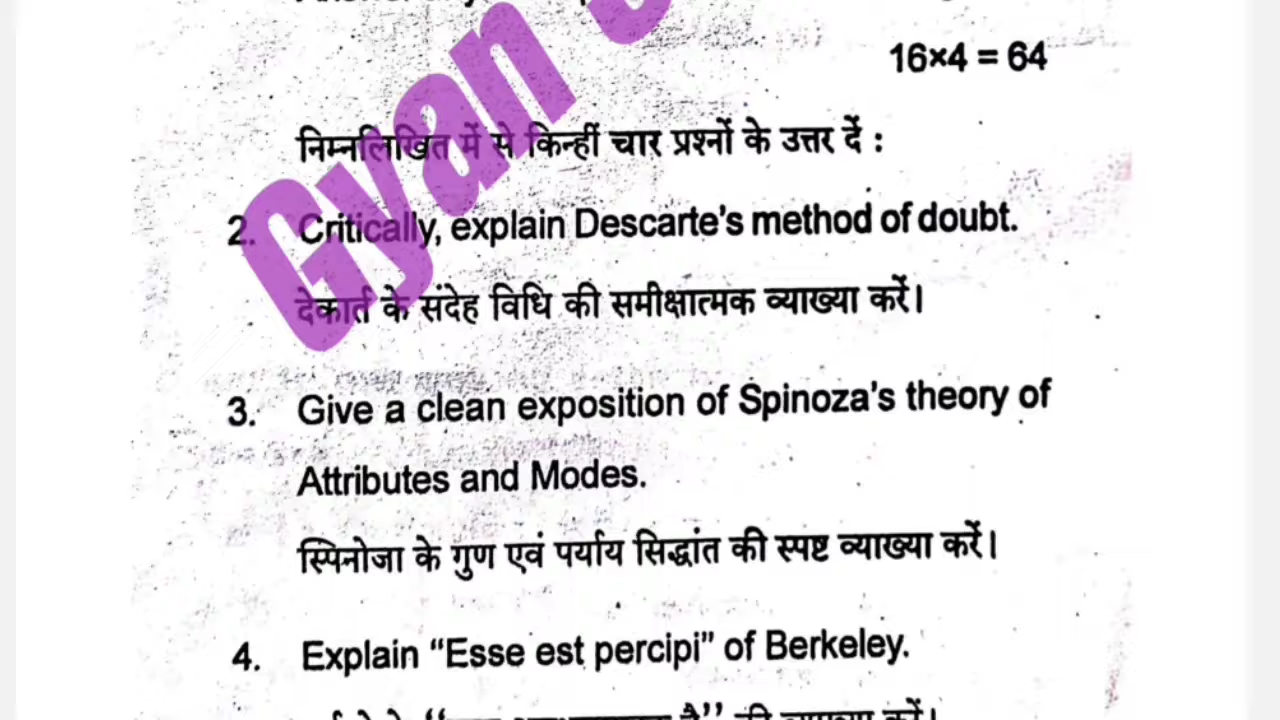 16×4 = 64
निम्नलिखित में से किन्हीं चार प्रश्नों के उत्तर दें :
2. Critically, explain Descarte's method of doubt.
देकार्त के संदेह विधि की समीक्षात्मक व्याख्या करें।
3. Give a clean exposition of Spinoza's theory of
Attributes and Modes.
स्पिनोजा के गुण एवं पर्याय सिद्धांत की स्पष्ट व्याख्या करें।
4. Explain "Esse est percipi" of Berkeley.
Gyan